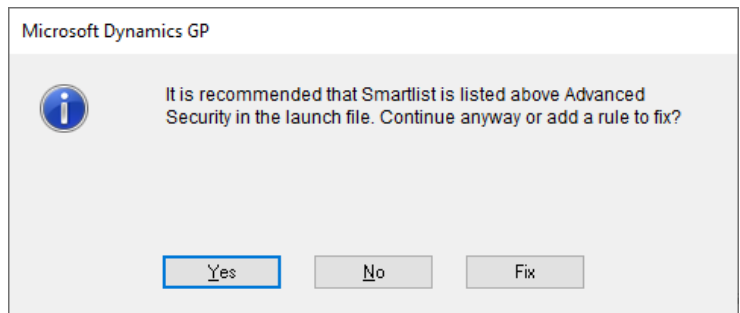 Microsoft Dynamics GP
It is recommended that Smartlist is listed above Advanced
Security in the launch file. Continue anyway or add a rule to fix?
Yes
No
Fix